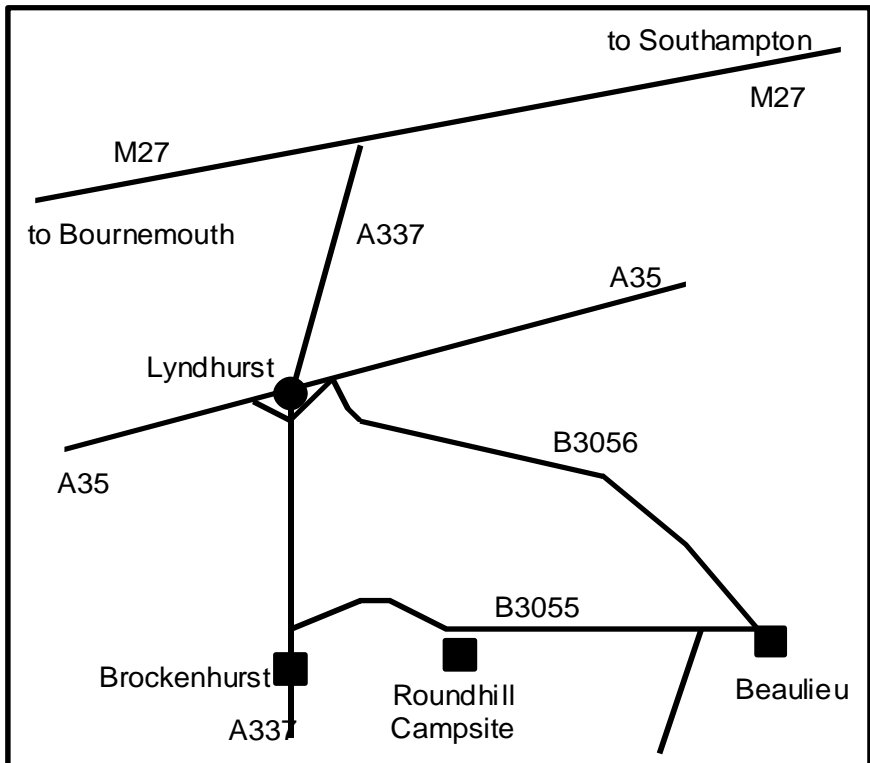 to Southampton
M27
M27
to Bournemouth
A337
A35
Lyndhurst
B3056
A35
B3055
Brockenhurst
Roundhill
Campsite
Beaulieu
A337